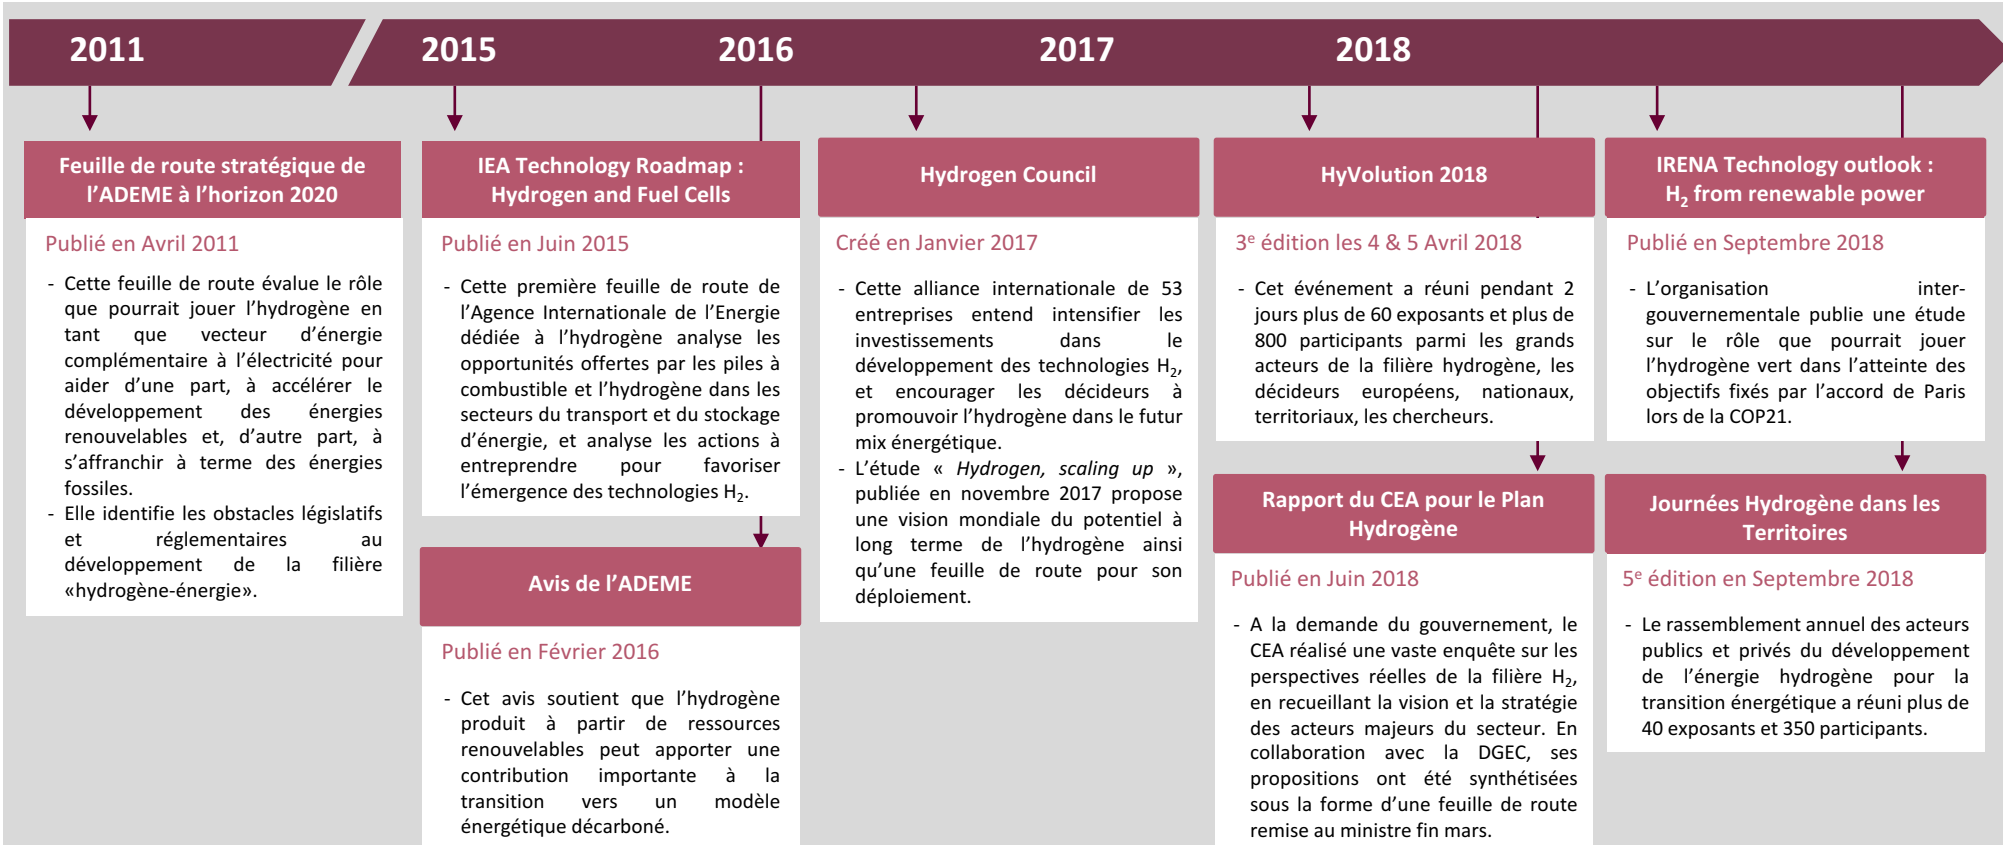 2011
2015
2016
2017
2018
Feuille de route stratégique de
l’ADEME à l’horizon 2020
Publié en Avril 2011
- Cette feuille de route évalue le rôle
que pourrait jouer l’hydrogène en
tant que vecteur d’énergie
complémentaire à l’électricité pour
aider d’une part, à accélérer le
développement des énergies
renouvelables et, d’autre part, à
s’affranchir à terme des énergies
fossiles.
- Elle identifie les obstacles législatifs
et réglementaires au
développement de la filière
«hydrogène-énergie».
IEA Technology Roadmap :
Hydrogen and Fuel Cells
Publié en Juin 2015
- Cette première feuille de route de
l’Agence Internationale de l’Energie
dédiée à l’hydrogène analyse les
opportunités offertes par les piles à
combustible et l’hydrogène dans les
secteurs du transport et du stockage
d’énergie, et analyse les actions à
entreprendre pour favoriser
l’émergence des technologies H₂.
Avis de l’ADEME
Publié en Février 2016
- Cet avis soutient que l’hydrogène
produit à partir de ressources
renouvelables peut apporter une
contribution importante à la
transition vers un modèle
énergétique décarboné.
Hydrogen Council
Créé en Janvier 2017
- Cette alliance internationale de 53
entreprises entend intensifier les
investissements dans le
développement des technologies H₂,
et encourager les décideurs à
promouvoir l’hydrogène dans le futur
mix énergétique.
- L’étude « Hydrogen, scaling up »,
publiée en novembre 2017 propose
une vision mondiale du potentiel à
long terme de l’hydrogène ainsi
qu’une feuille de route pour son
déploiement.
HyVolution 2018
3ᵉ édition les 4 & 5 Avril 2018
- Cet événement a réuni pendant 2
jours plus de 60 exposants et plus de
800 participants parmi les grands
acteurs de la filière hydrogène, les
décideurs européens, nationaux,
territoriaux, les chercheurs.
Rapport du CEA pour le Plan
Hydrogène
Publié en Juin 2018
- A la demande du gouvernement, le
CEA réalisé une vaste enquête sur les
perspectives réelles de la filière H₂,
en recueillant la vision et la stratégie
des acteurs majeurs du secteur. En
collaboration avec la DGEC, ses
propositions ont été synthétisées
sous la forme d’une feuille de route
remise au ministre fin mars.
IRENA Technology outlook :
H₂ from renewable power
Publié en Septembre 2018
- L’organisation inter-
gouvernementale publie une étude
sur le rôle que pourrait jouer
l’hydrogène vert dans l’atteinte des
objectifs fixés par l’accord de Paris
lors de la COP21.
Journées Hydrogène dans les
Territoires
5ᵉ édition en Septembre 2018
- Le rassemblement annuel des acteurs
publics et privés du développement
de l’énergie hydrogène pour la
transition énergétique a réuni plus de
40 exposants et 350 participants.